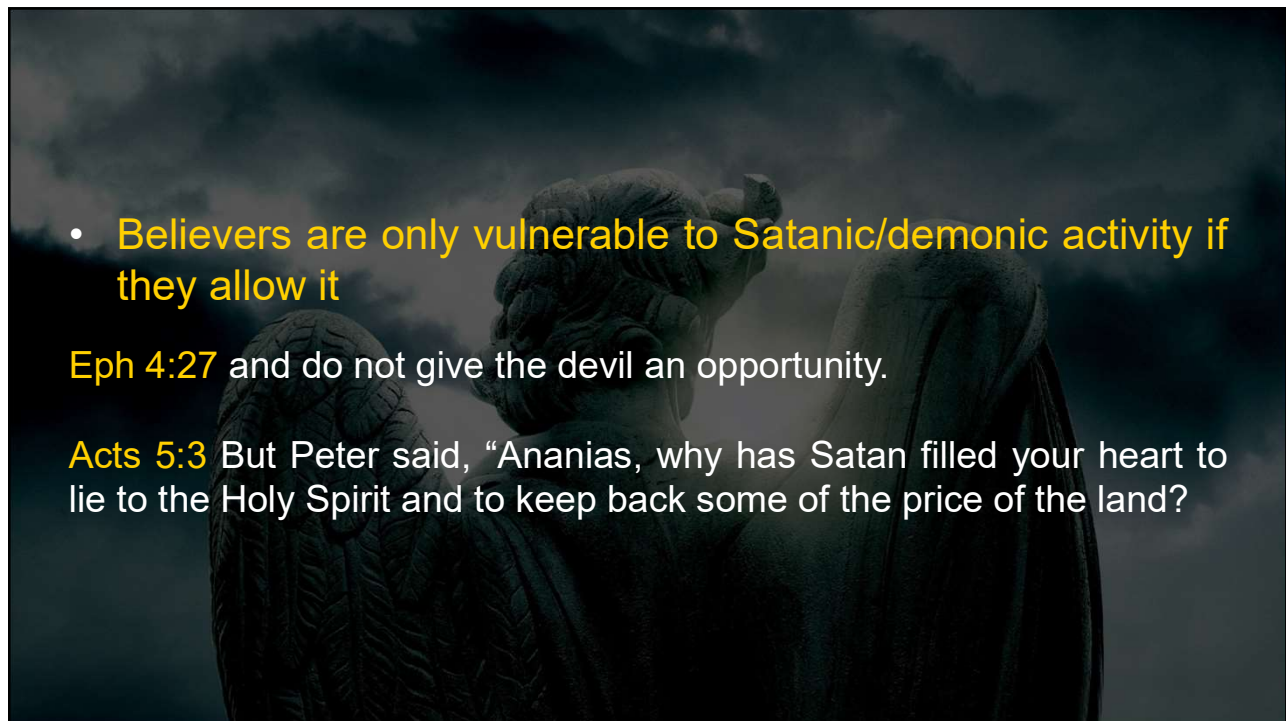 • Believers are only vulnerable to Satanic/demonic activity if
they allow it
Eph 4:27 and do not give the devil an opportunity.
Acts 5:3 But Peter said, “Ananias, why has Satan filled your heart to
lie to the Holy Spirit and to keep back some of the price of the land?